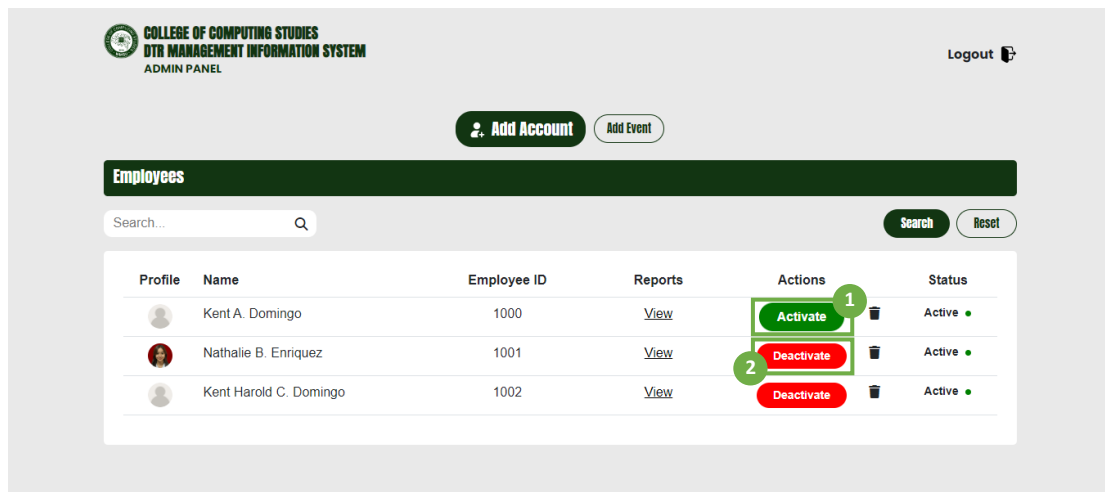 COLLEGE OF COMPUTING STUDIES
DTR MANAGEMENT INFORMATION SYSTEM
ADMIN PANEL
Logout
Add Account
Add Event
Employees
Search...
Search
Reset
Profile Name Employee ID Reports Actions Status
1
Kent A. Domingo 1000 View Activate Active
Nathalie B. Enriquez 1001 View Deactivate Active
2
Kent Harold C. Domingo 1002 View Deactivate Active